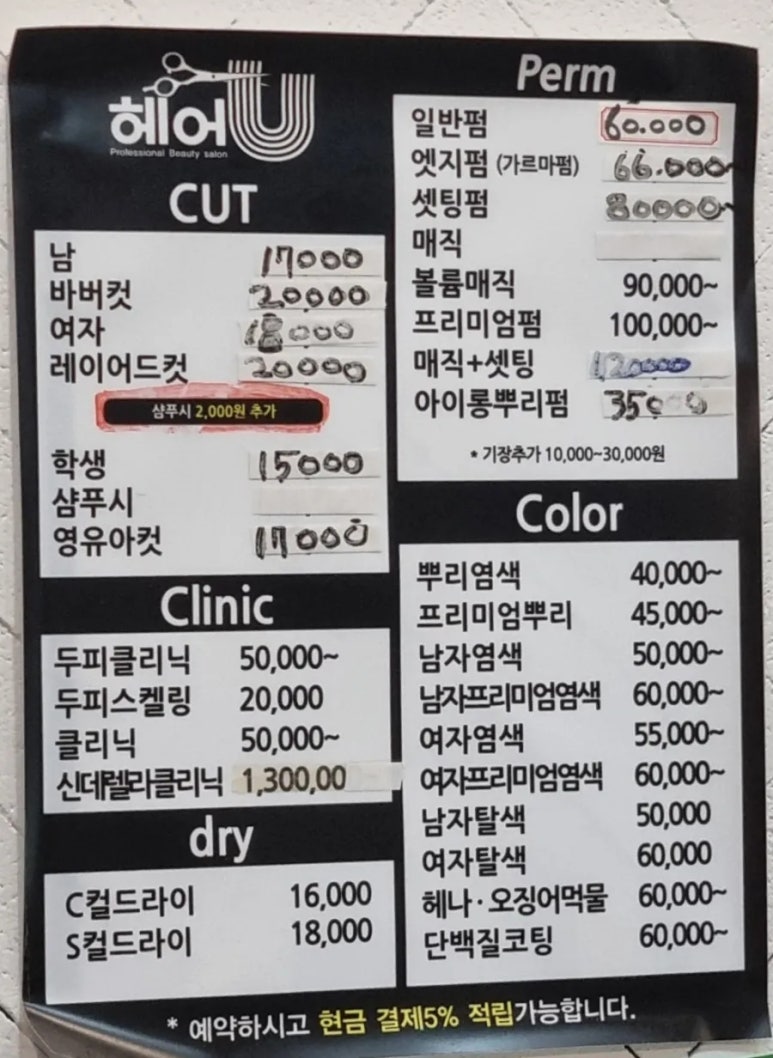 헤어U
Professional Beauty salon
CUT
남 17000
바버컷 20000
여자 18000
레이어드컷 20000
샴푸시 2,000원 추가
학생 15000
샴푸시
영유아컷 17000
Clinic
두피클리닉 50,000~
두피스켈링 20,000
클리닉 50,000~
신데렐라클리닉 1,300,00
dry
C컬드라이 16,000
S컬드라이 18,000
Perm
일반펌 60.000
엣지펌 (가르마펌) 66.000~
셋팅펌 80000~
매직
볼륨매직 90,000~
프리미엄펌 100,000~
매직+셋팅 120000
아이롱뿌리펌 35000
* 기장추가 10,000~30,000원
Color
뿌리염색 40,000~
프리미엄뿌리 45,000~
남자염색 50,000~
남자프리미엄염색 60,000~
여자염색 55,000~
여자프리미엄염색 60,000~
남자탈색 50,000
여자탈색 60,000
헤나·오징어먹물 60,000~
단백질코팅 60,000~
* 예약하시고 현금 결제5% 적립가능합니다.